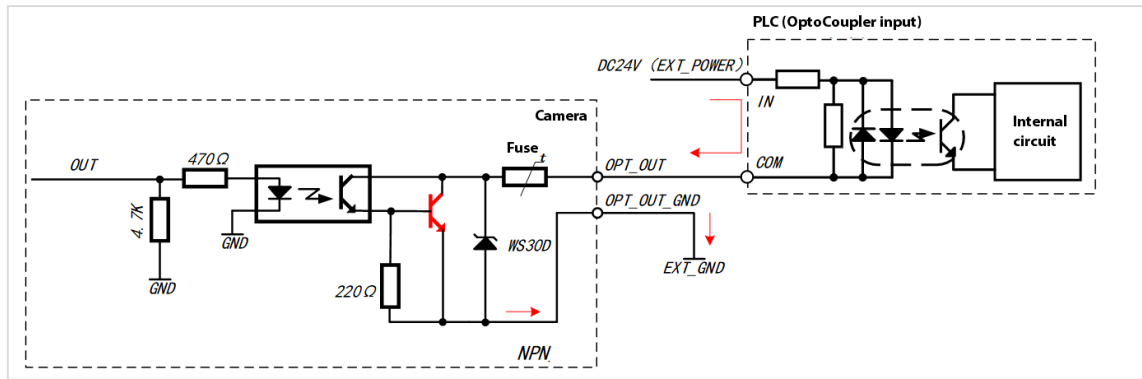 PLC (OptoCoupler input)
DC24V (EXT_POWER)
IN
Internal
circuit
COM
Camera
Fuse
t
OUT
470Ω
OPT_OUT
4.7K
GND
GND
220Ω
WS30D
OPT_OUT_GND
EXT_GND
NPN